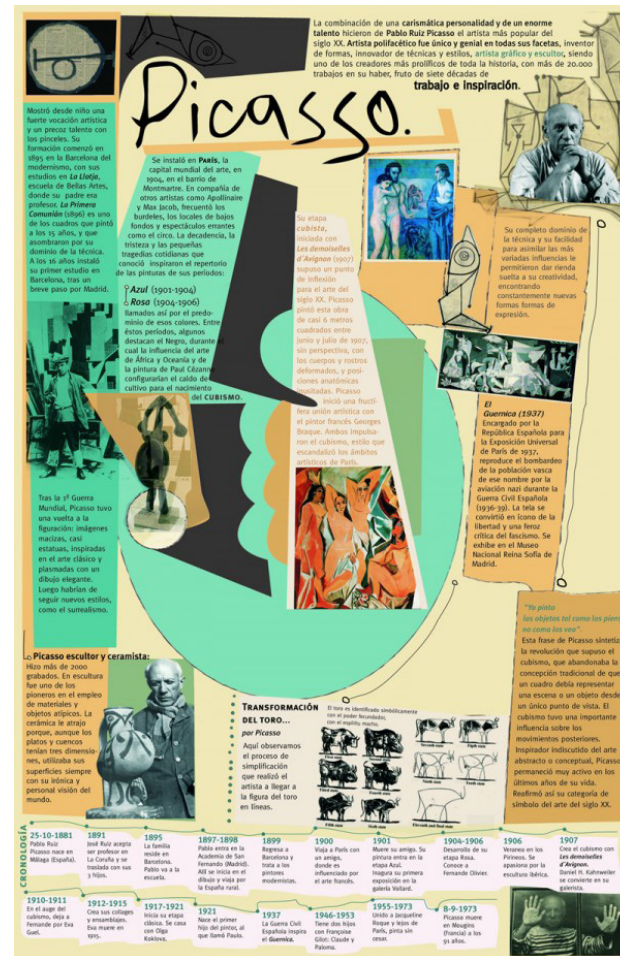 La combinación de una carismática personalidad y de un enorme
talento hicieron de Pablo Ruiz Picasso el artista más popular del
siglo XX. Artista polifacético fue único y genial en todas sus facetas, inventor
de formas, innovador de técnicas y estilos, artista gráfico y escultor, siendo
uno de los creadores más prolíficos de toda la historia, con más de 20.000
trabajos en su haber, fruto de siete décadas de
trabajo e inspiración.
Picasso.
Mostró desde niño una
fuerte vocación artística
y un precoz talento con
los pinceles. Su
formación comenzó en
1895 en la Barcelona del
modernismo, con sus
estudios en La Llotja,
escuela de Bellas Artes,
donde su padre era
profesor. La Primera
Comunión (1896) es uno
de los cuadros que pintó
a los 15 años, y que
asombraron por su
dominio de la técnica.
A los 16 años instaló
su primer estudio en
Barcelona, tras un
breve paso por Madrid.
Se instaló en PARÍS, la
capital mundial del arte, en
1904, en el barrio de
Montmartre. En compañía de
otros artistas como Apollinaire
y Max Jacob, frecuentó los
burdeles, los locales de bajos
fondos y espectáculos errantes
como el circo. La decadencia, la
tristeza y las pequeñas
tragedias cotidianas que
conoció inspiraron el repertorio
de las pinturas de sus períodos:
Azul (1901-1904)
Rosa (1904-1906)
llamados así por el predo-
minio de esos colores. Entre
éstos períodos, algunos
destacan el Negro, durante el
cual la influencia del arte
de África y Oceanía y de
la pintura de Paul Cézanne
configurarían el caldo de
cultivo para el nacimiento
del CUBISMO.
Su etapa
cubista,
iniciada con
Les demoiselles
d'Avignon (1907)
supuso un punto
de inflexión
para el arte del
siglo XX. Picasso
pintó esta obra
de casi 6 metros
cuadrados entre
junio y julio de 1907,
sin perspectiva, con
los cuerpos y rostros
deformados, y posi-
ciones anatómicas
inusitadas. Picasso
inició una fructí-
fera unión artística con
el pintor francés Georges
Braque. Ambos impulsa-
ron el cubismo, estilo que
escandalizó los ámbitos
artísticos de París.
Su completo dominio de
la técnica y su facilidad
para asimilar las más
variadas influencias le
permitieron dar rienda
suelta a su creatividad,
encontrando
constantemente nuevas
formas formas de
expresión.
El
Guernica (1937)
Encargado por la
República Española para
la Exposición Universal
de París de 1937,
reproduce el bombardeo
de la población vasca
de ese nombre por la
aviación nazi durante la
Guerra Civil Española
(1936-39). La tela se
convirtió en ícono de la
libertad y una feroz
crítica del fascismo. Se
exhibe en el Museo
Nacional Reina Sofía de
Madrid.
Tras la 1ª Guerra
Mundial, Picasso tuvo
una vuelta a la
figuración: imágenes
macizas, casi
estatuas, inspiradas
en el arte clásico y
plasmadas con un
dibujo elegante.
Luego habrían de
seguir nuevos estilos,
como el surrealismo.
"Yo pinto
los objetos tal como los pienso
no como los veo".
Esta frase de Picasso sintetiza
la revolución que supuso el
cubismo, que abandonaba la
concepción tradicional de que
un cuadro debía representar
una escena o un objeto desde
un único punto de vista. El
cubismo tuvo una importante
influencia sobre los
movimientos posteriores.
Inspirador indiscutido del arte
abstracto o conceptual, Picasso
permaneció muy activo en los
últimos años de su vida.
Reafirmó así su categoría de
símbolo del arte del siglo XX.
Picasso escultor y ceramista:
Hizo más de 2000
grabados. En escultura
fue uno de los
pioneros en el empleo
de materiales y
objetos atípicos. La
cerámica le atrajo
porque, aunque los
platos y cuencos
tenían tres dimensio-
nes, utilizaba sus
superficies siempre
con su irónica y
personal visión del
mundo.
TRANSFORMACIÓN
DEL TORO...
por Picasso
Aquí observamos
el proceso de
simplificación
que realizó el
artista a llegar a
la figura del toro
en líneas.
El toro es identificado simbólicamente
con el poder fecundador,
con el espíritu macho.
CRONOLOGÍA
25-10-1881
Pablo Ruiz
Picasso nace en
Málaga (España).
1891
José Ruiz acepta
ser profesor en
La Coruña y se
traslada con sus
3 hijos.
1895
La familia
reside en
Barcelona.
Pablo va a la
escuela.
1897-1898
Pablo entra en la
Academia de San
Fernando (Madrid).
Allí se inicia en el
dibujo y viaja por
la España rural.
1899
Regresa a
Barcelona y
trata a los
pintores
modernistas.
1900
Viaja a París con
un amigo,
donde es
influenciado por
el arte francés.
1901
Muere su amigo. Su
pintura entra en la
etapa Azul.
Inagura su primera
exposición en la
galería Vollard.
1904-1906
Desarrollo de su
etapa Rosa.
Conoce a
Fernande Olivier.
1906
Veranea en los
Pirineos. Se
apasiona por la
escultura ibérica.
1907
Crea el cubismo con
Les demoiselles
d'Avignon.
Daniel H. Kahnweiler
se convierte en su
galerista.
1910-1911
En el auge del
cubismo, deja a
Fernande por Eva
Guel.
1912-1915
Crea sus collages
y ensamblajes.
Eva muere en
1915.
1917-1921
Inicia su etapa
clásica. Se casa
con Olga
Koklova.
1921
Nace el primer
hijo del pintor, al
que llamó Paulo.
1937
La Guerra Civil
Española inspira
el Guernica.
1946-1953
Tiene dos hijos
con Françoise
Gilot: Claude y
Paloma.
1955-1973
Unido a Jacqueline
Roque y lejos de
París, pinta sin
cesar.
8-9-1973
Picasso muere
en Mougins
(Francia) a los
91 años.